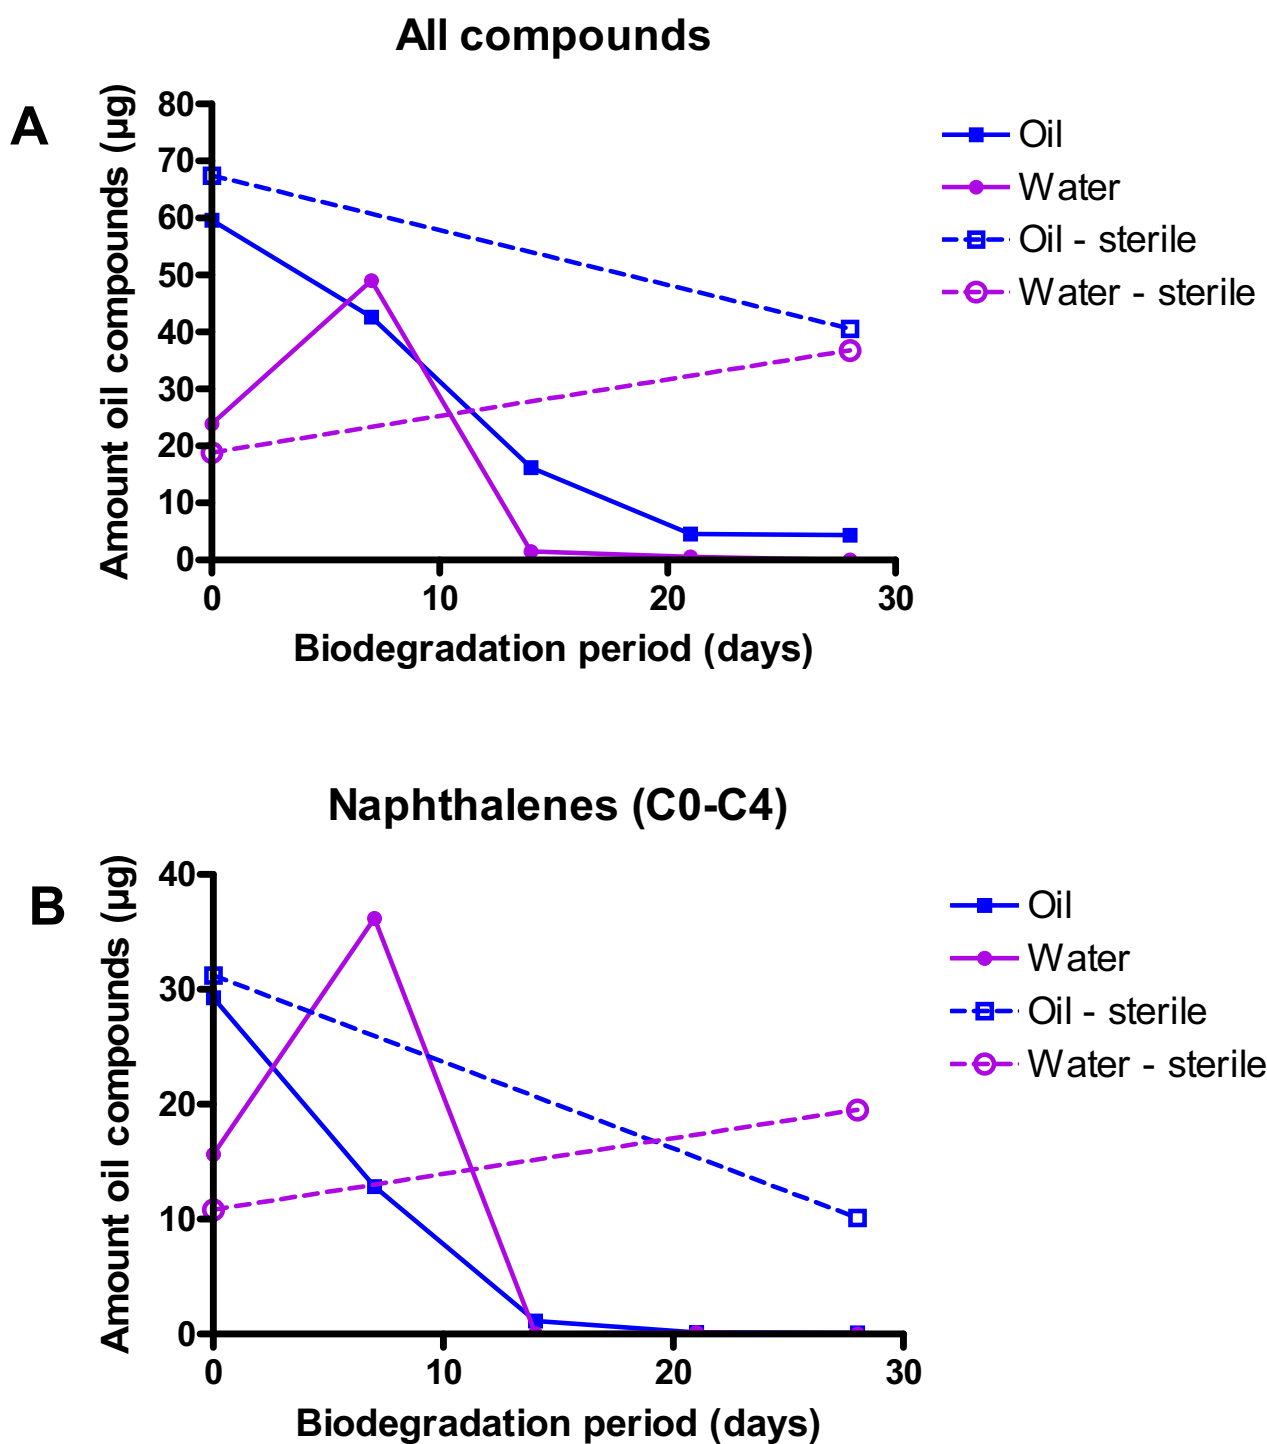 All compounds
A
Amount oil compounds (µg)
80
70
60
50
40
30
20
10
0
0 10 20 30
Biodegradation period (days)
Oil
Water
Oil - sterile
Water - sterile
Naphthalenes (C0-C4)
B
Amount oil compounds (µg)
40
30
20
10
0
0 10 20 30
Biodegradation period (days)
Oil
Water
Oil - sterile
Water - sterile